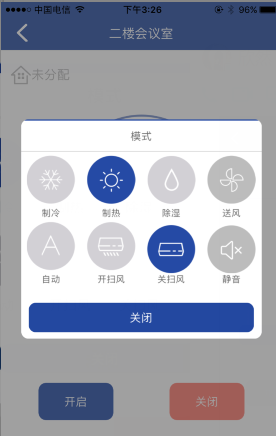 中国电信 下午3:26 96%
二楼会议室
未分配
模式
制冷 制热 除湿 送风
自动 开扫风 关扫风 静音
关闭
开启 关闭